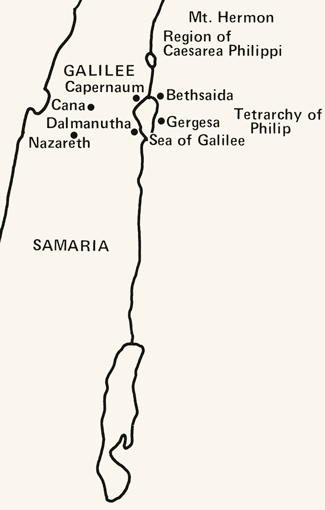 Mt. Hermon
Region of
Caesarea Philippi
GALILEE
Capernaum
Bethsaida
Cana
Dalmanutha
Gergesa
Tetrarchy of
Philip
Nazareth
Sea of Galilee
SAMARIA